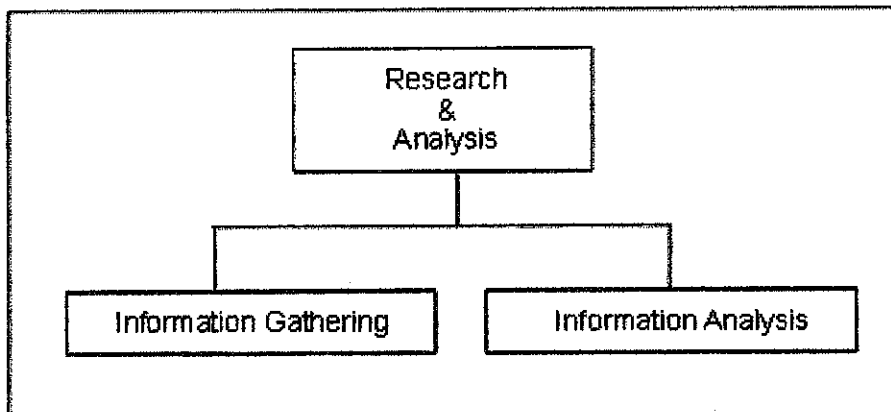 Research
&
Analysis
Information Gathering
Information Analysis